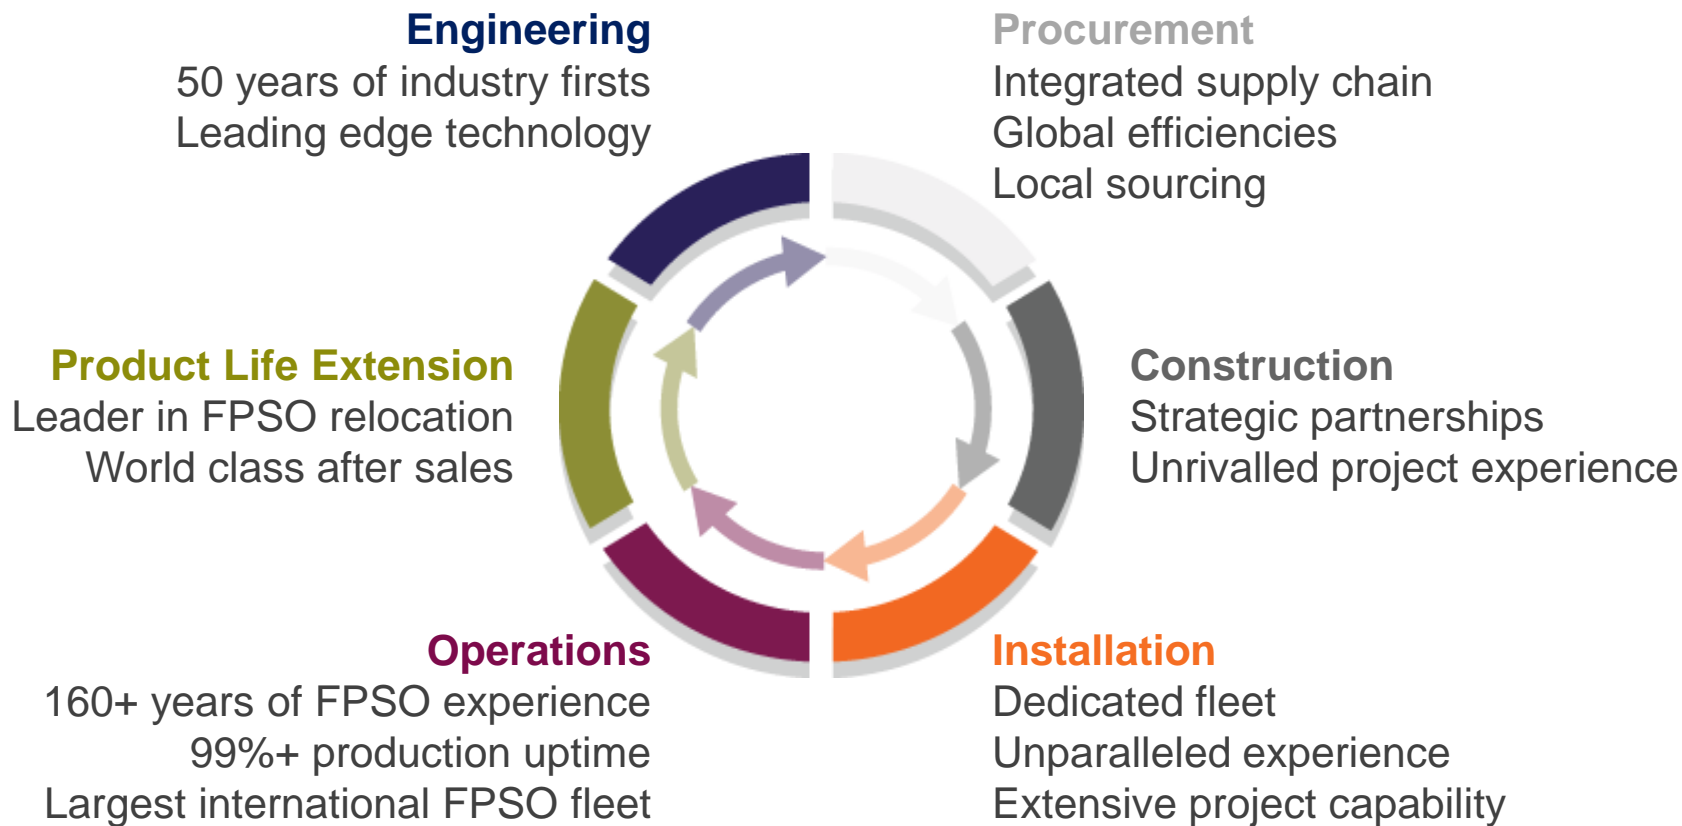 Engineering
50 years of industry firsts
Leading edge technology
Procurement
Integrated supply chain
Global efficiencies
Local sourcing
Product Life Extension
Leader in FPSO relocation
World class after sales
Construction
Strategic partnerships
Unrivalled project experience
Operations
160+ years of FPSO experience
99%+ production uptime
Largest international FPSO fleet
Installation
Dedicated fleet
Unparalleled experience
Extensive project capability